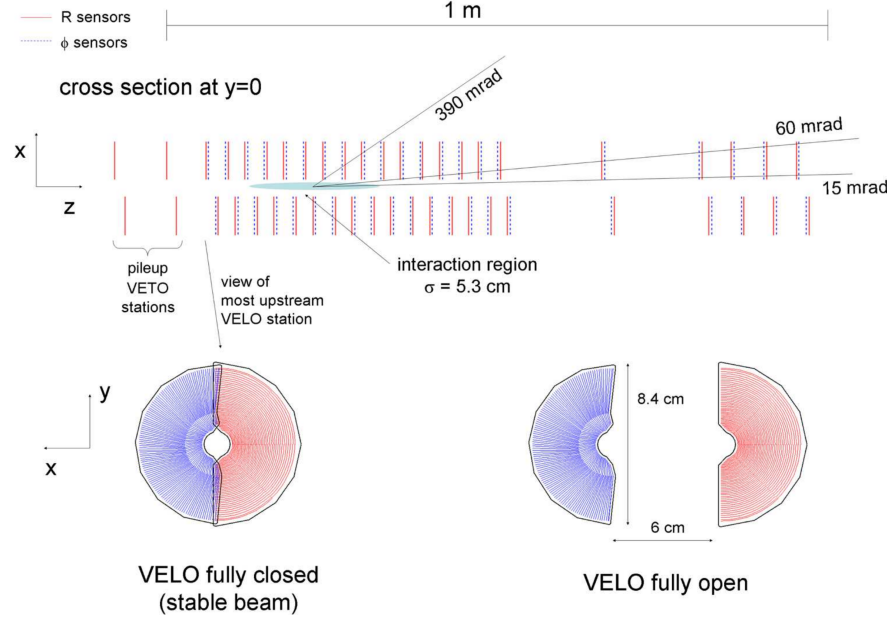 R sensors
ϕ sensors
1 m
cross section at y=0
390 mrad
60 mrad
15 mrad
x
z
pileup
VETO
stations
view of
most upstream
VELO station
interaction region
σ = 5.3 cm
y
x
8.4 cm
6 cm
VELO fully closed
(stable beam)
VELO fully open